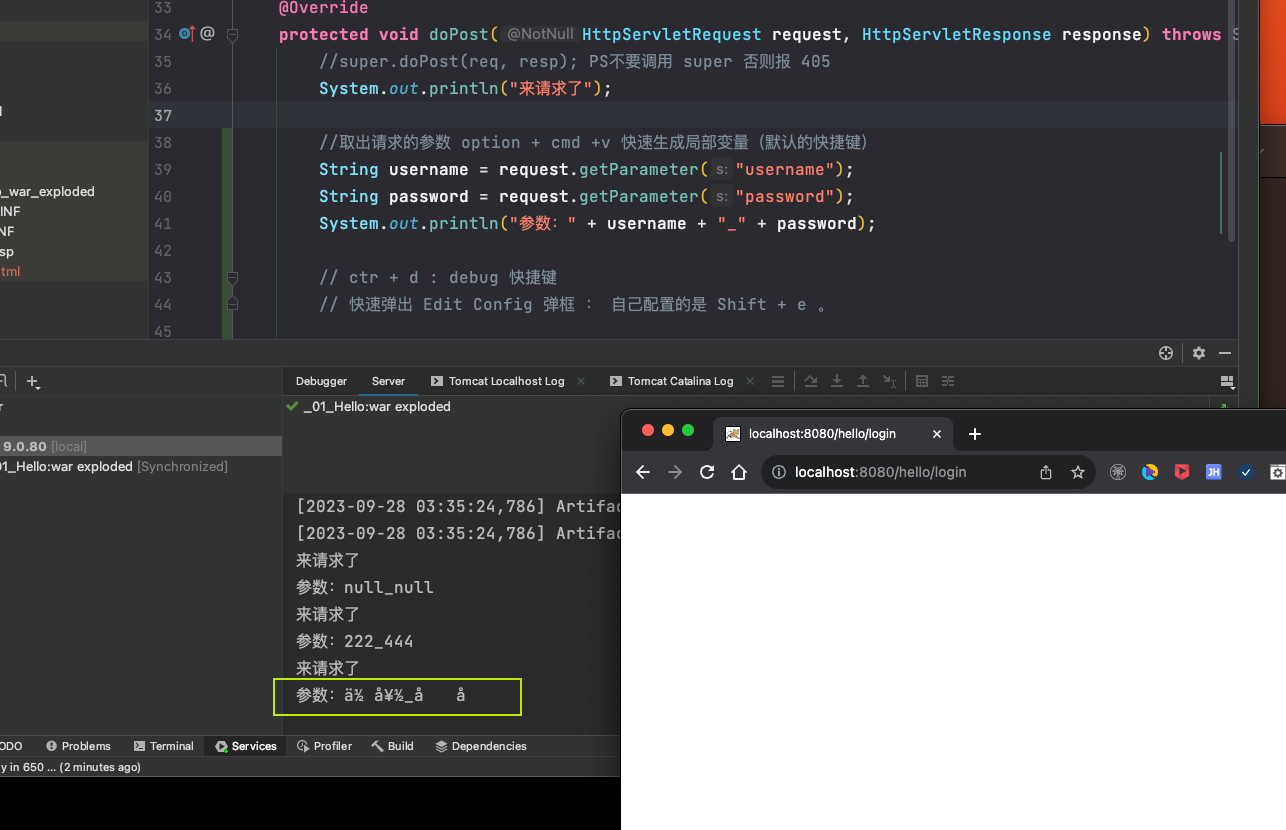 33 @Override
34 @ protected void doPost( @NotNull HttpServletRequest request, HttpServletResponse response) throws S
35 //super.doPost(req, resp); PS不要调用 super 否则报 405
36 System.out.println("来请求了");
37
38 //取出请求的参数 option + cmd +v 快速生成局部变量（默认的快捷键）
39 String username = request.getParameter( s: "username");
40 String password = request.getParameter( s: "password");
41 System.out.println("参数：" + username + "_" + password);
42
43 // ctr + d : debug 快捷键
44 // 快速弹出 Edit Config 弹框 ： 自己配置的是 Shift + e 。
45
_war_exploded
INF
NF
sp
tml
Debugger Server Tomcat Localhost Log Tomcat Catalina Log
r
_01_Hello:war exploded
9.0.80 [local]
01_Hello:war exploded [Synchronized]
[2023-09-28 03:35:24,786] Artifac
[2023-09-28 03:35:24,786] Artifac
来请求了
参数：null_null
来请求了
参数：222_444
来请求了
参数：ä½ å¥½_å å
localhost:8080/hello/login
localhost:8080/hello/login
JH
ODO Problems Terminal Services Profiler Build Dependencies
y in 650 ... (2 minutes ago)